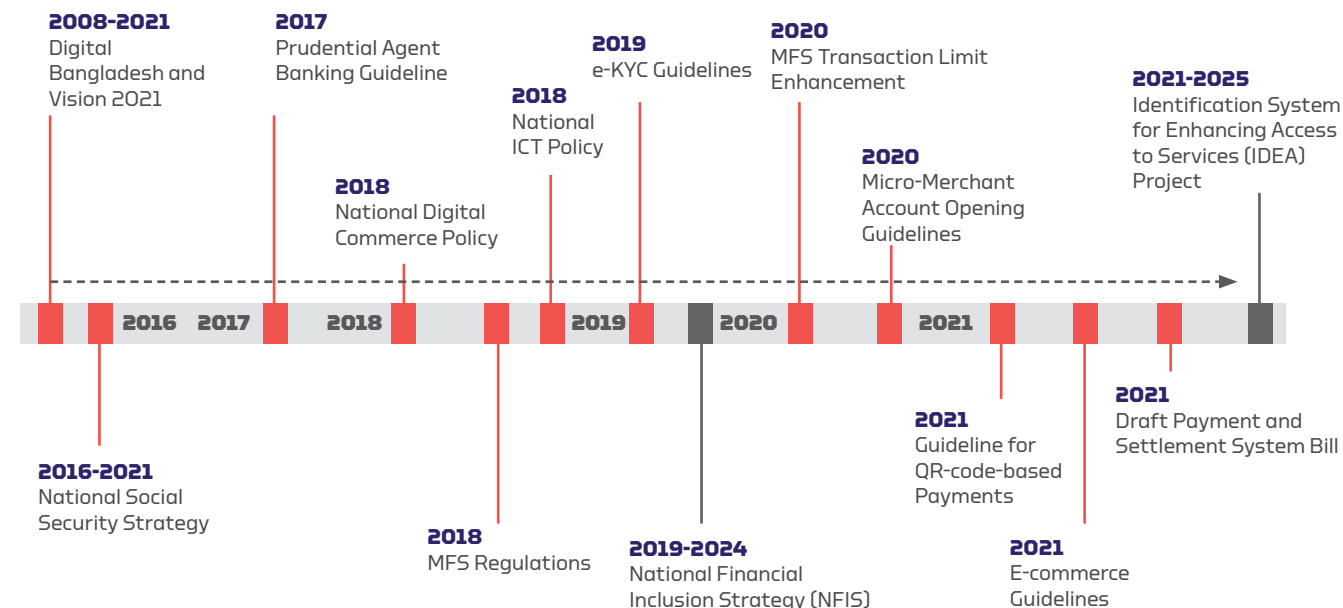 2008-2021
Digital
Bangladesh and
Vision 2021
2017
Prudential Agent
Banking Guideline
2018
National Digital
Commerce Policy
2018
National
ICT Policy
2019
e-KYC Guidelines
2020
MFS Transaction Limit
Enhancement
2020
Micro-Merchant
Account Opening
Guidelines
2021-2025
Identification System
for Enhancing Access
to Services (IDEA)
Project
2016
2017
2018
2019
2020
2021
2016-2021
National Social
Security Strategy
2018
MFS Regulations
2019-2024
National Financial
Inclusion Strategy (NFIS)
2021
Guideline for
QR-code-based
Payments
2021
E-commerce
Guidelines
2021
Draft Payment and
Settlement System Bill